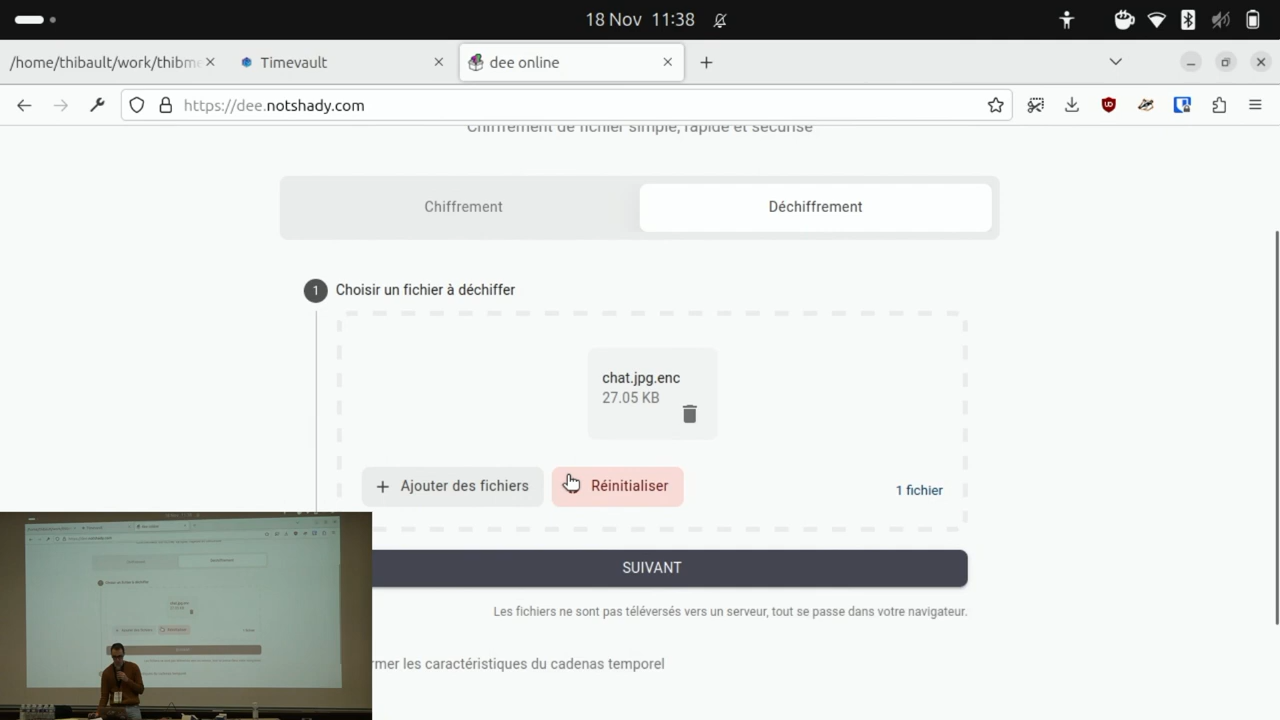 18 Nov 11:38
/home/thibault/work/thibme
Timevault
dee online
https://dee.notshady.com
Chiffrement de fichier simple, rapide et sécurisé
Chiffrement
Déchiffrement
1
Choisir un fichier à déchiffer
chat.jpg.enc
27.05 KB
Ajouter des fichiers
Réinitialiser
1 fichier
SUIVANT
Les fichiers ne sont pas téléversés vers un serveur, tout se passe dans votre navigateur.
rmer les caractéristiques du cadenas temporel